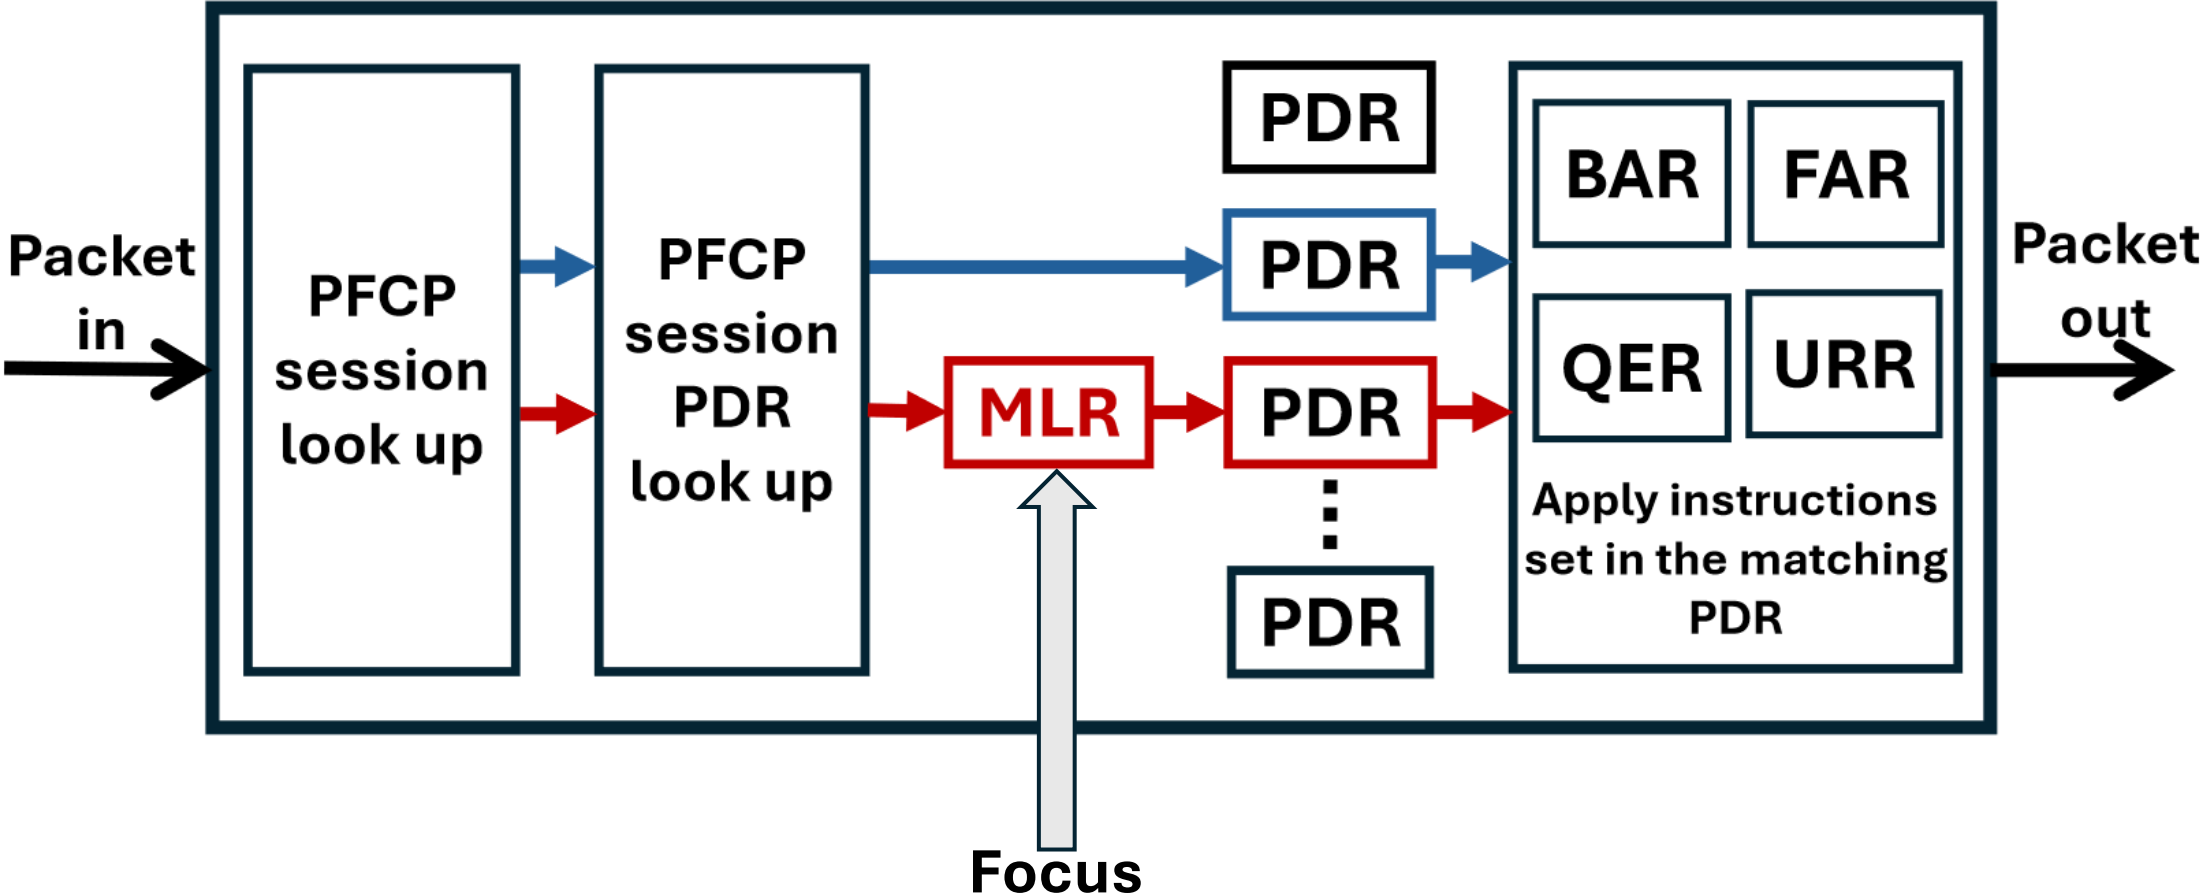 Packet
in
PFCP
session
look up
PFCP
session
PDR
look up
MLR
PDR
PDR
PDR
PDR
BAR
FAR
QER
URR
Apply instructions
set in the matching
PDR
Packet
out
Focus